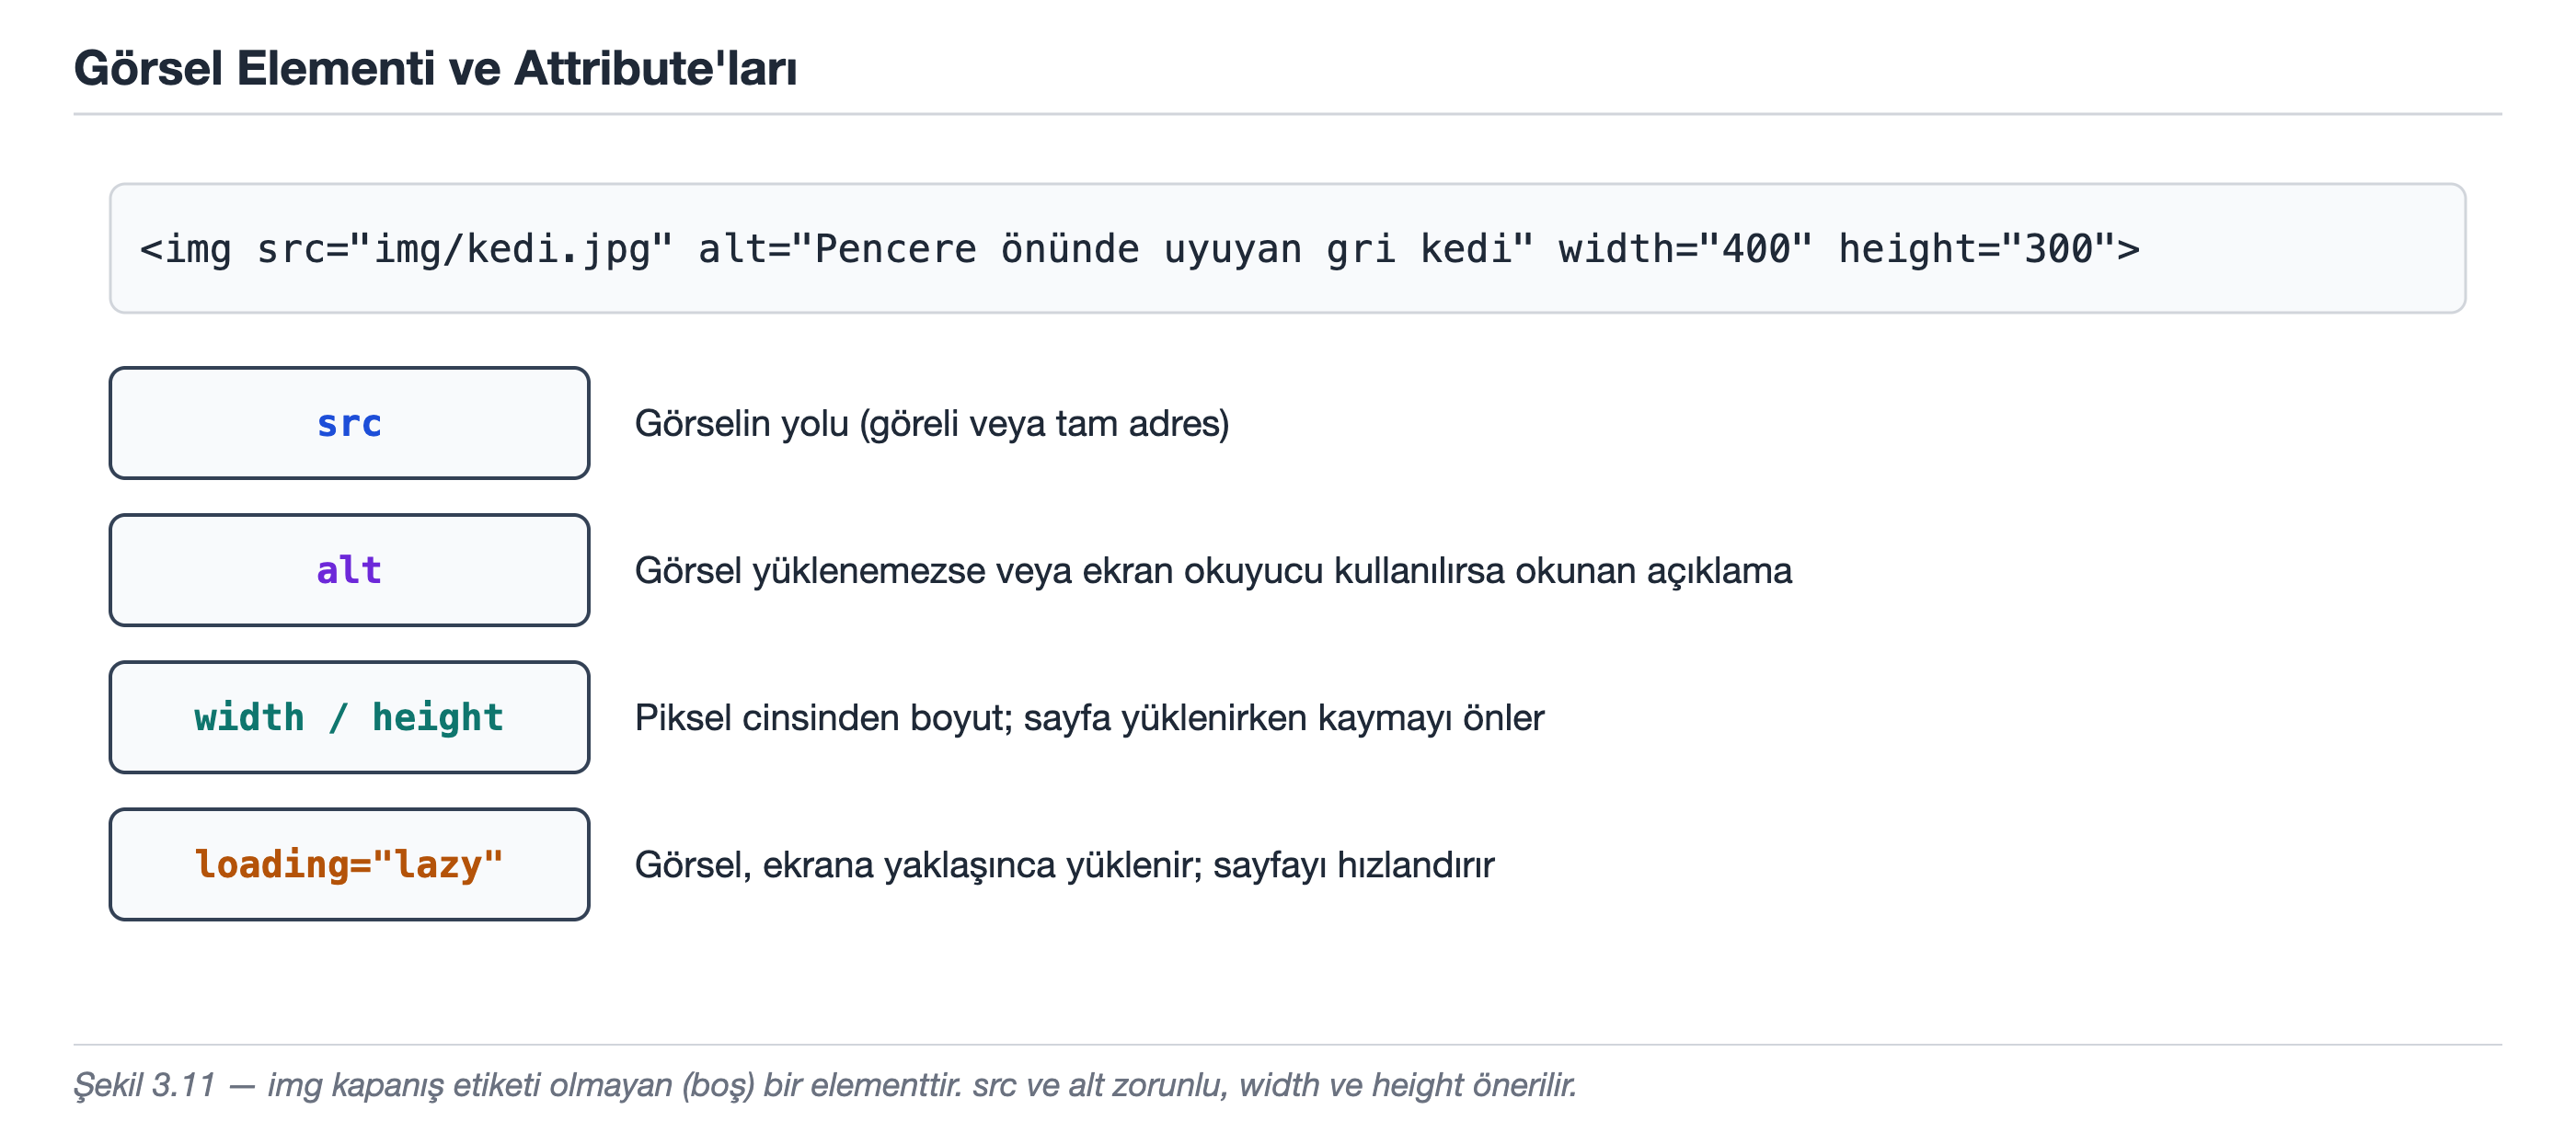 Görsel Elementi ve Attribute'ları
<img src="img/kedi.jpg" alt="Pencere önünde uyuyan gri kedi" width="400" height="300">
src
Görselin yolu (göreli veya tam adres)
alt
Görsel yüklenemezse veya ekran okuyucu kullanılırsa okunan açıklama
width / height
Piksel cinsinden boyut; sayfa yüklenirken kaymayı önler
loading="lazy"
Görsel, ekrana yaklaşınca yüklenir; sayfayı hızlandırır
Şekil 3.11 — img kapanış etiketi olmayan (boş) bir elementtir. src ve alt zorunlu, width ve height önerilir.